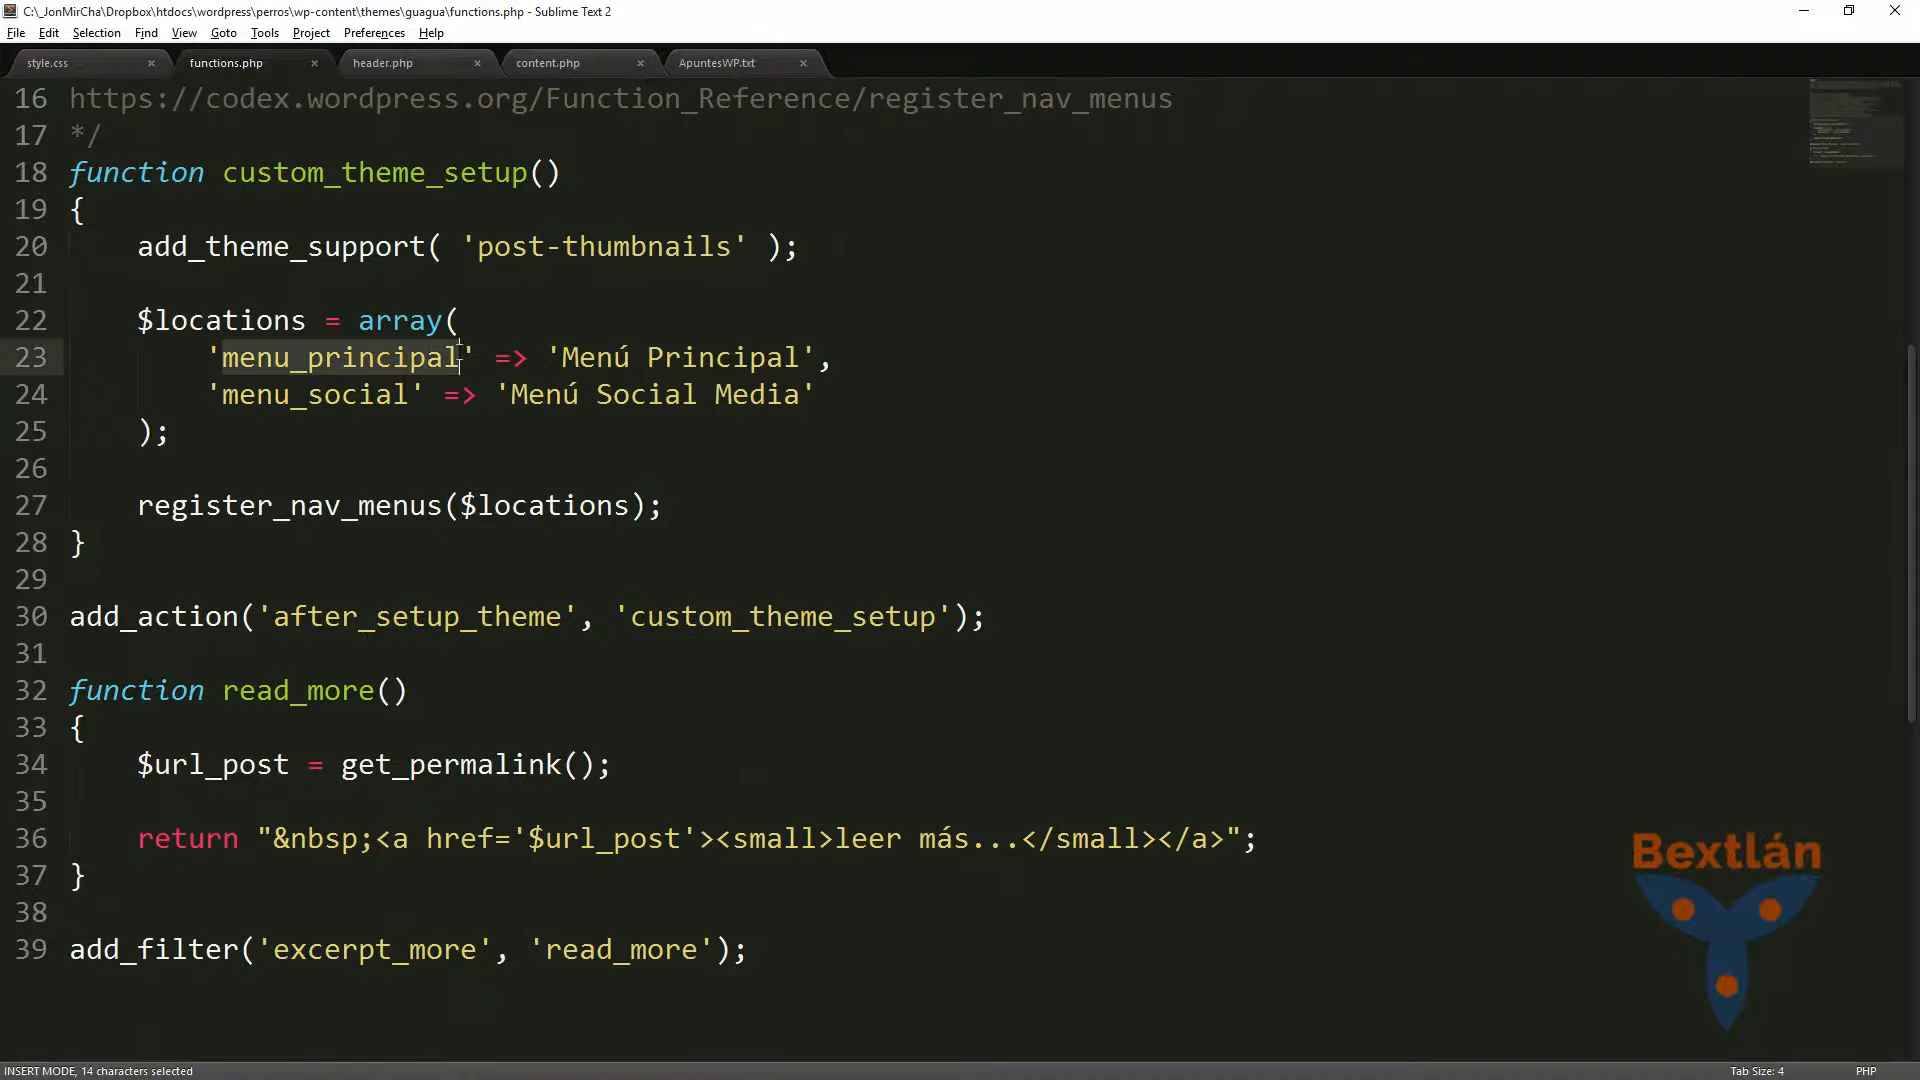 C:\_JonMirCha\Dropbox\htdocs\wordpress\perros\wp-content\themes\guagua\functions.php - Sublime Text 2
File Edit Selection Find View Goto Tools Project Preferences Help
style.css × functions.php × header.php × content.php × ApuntesWP.txt ×
16 https://codex.wordpress.org/Function_Reference/register_nav_menus
17 */
18 function custom_theme_setup()
19 {
20 add_theme_support( 'post-thumbnails' );
21
22 $locations = array(
23 'menu_principal' => 'Menú Principal',
24 'menu_social' => 'Menú Social Media'
25 );
26
27 register_nav_menus($locations);
28 }
29
30 add_action('after_setup_theme', 'custom_theme_setup');
31
32 function read_more()
33 {
34 $url_post = get_permalink();
35
36 return "&nbsp;<a href='$url_post'><small>leer más...</small></a>";
37 }
38
39 add_filter('excerpt_more', 'read_more');
Bextlán
INSERT MODE, 14 characters selected Tab Size: 4 PHP